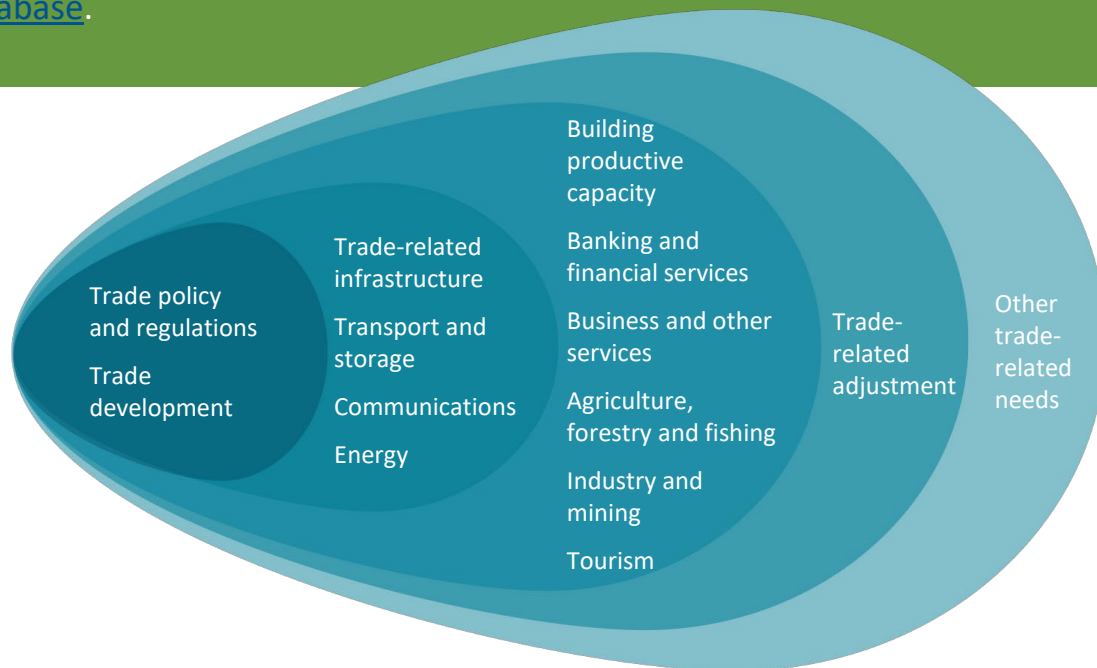 abase.
Trade policy
and regulations
Trade
development
Trade-related
infrastructure
Transport and
storage
Communications
Energy
Building
productive
capacity
Banking and
financial services
Business and other
services
Agriculture,
forestry and fishing
Industry and
mining
Tourism
Trade-
related
adjustment
Other
trade-
related
needs